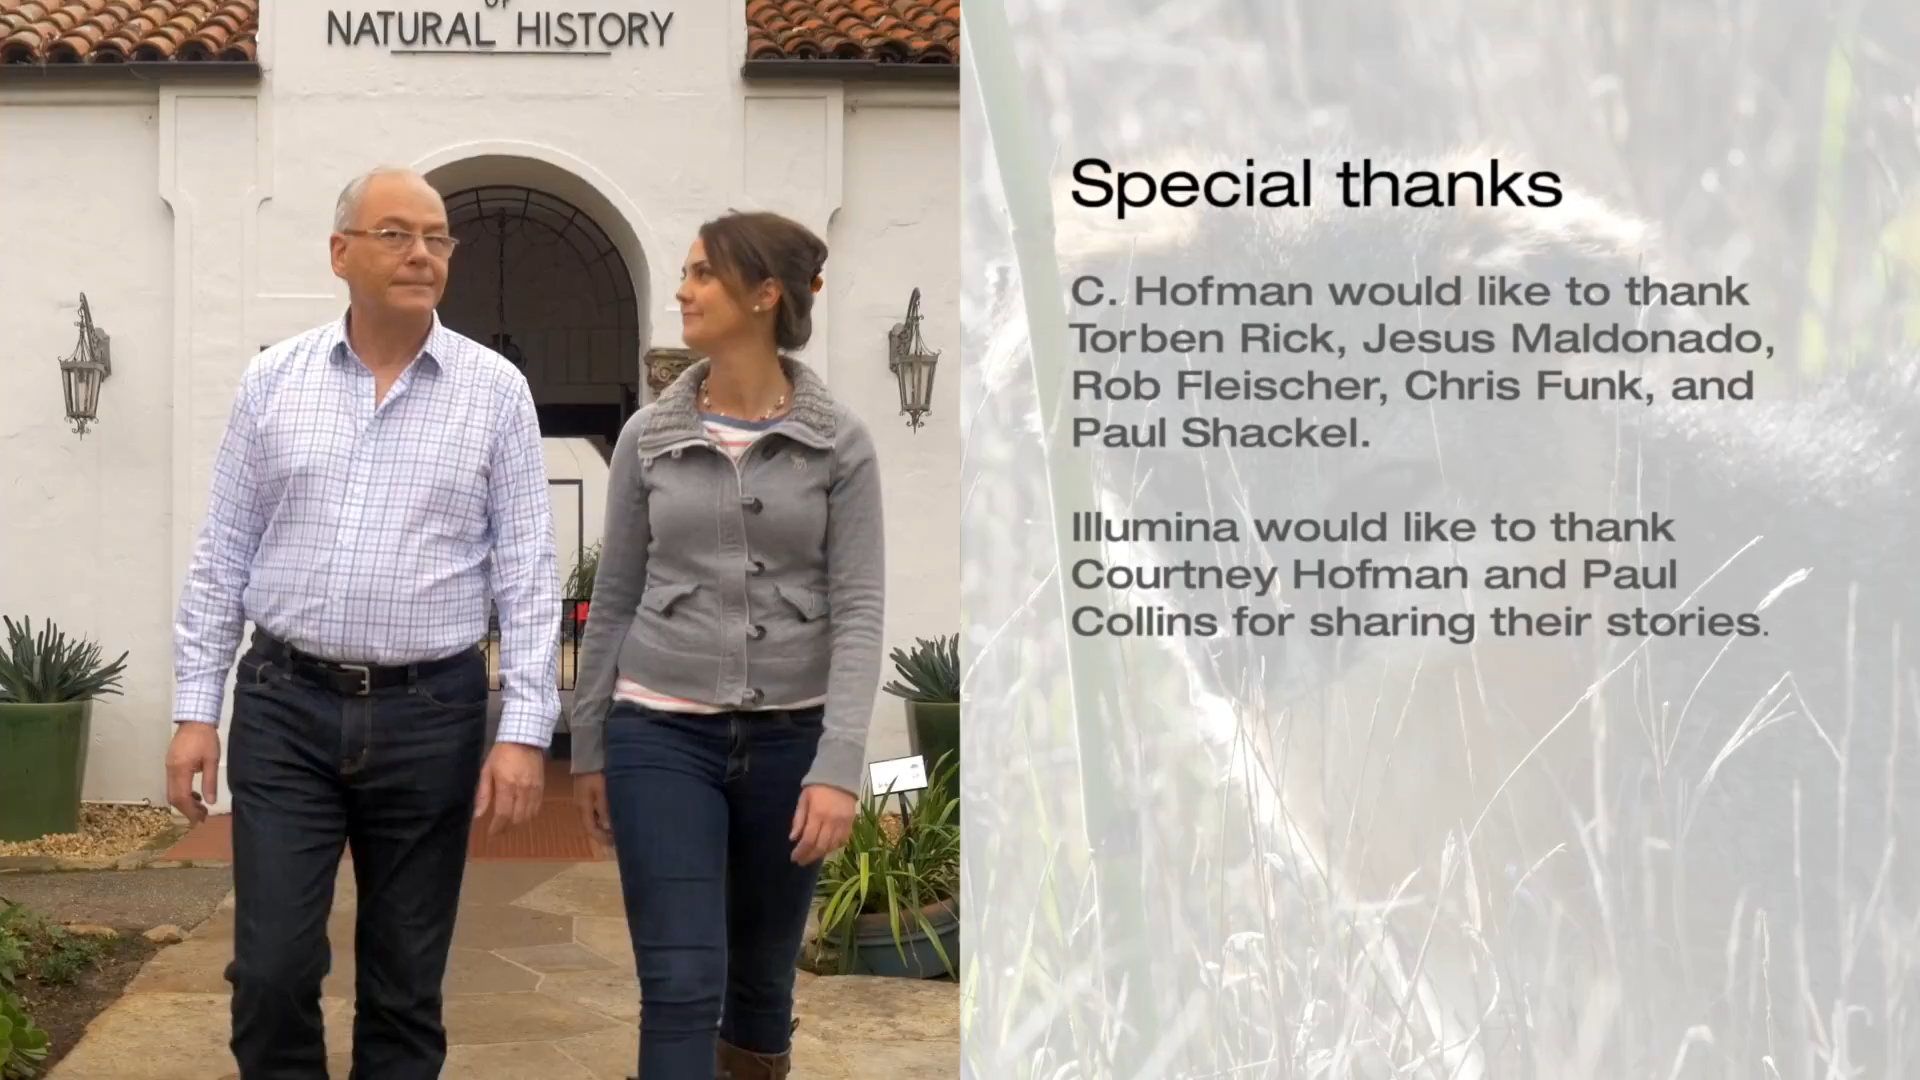 OF
NATURAL HISTORY
Special thanks
C. Hofman would like to thank
Torben Rick, Jesus Maldonado,
Rob Fleischer, Chris Funk, and
Paul Shackel.
Illumina would like to thank
Courtney Hofman and Paul
Collins for sharing their stories.